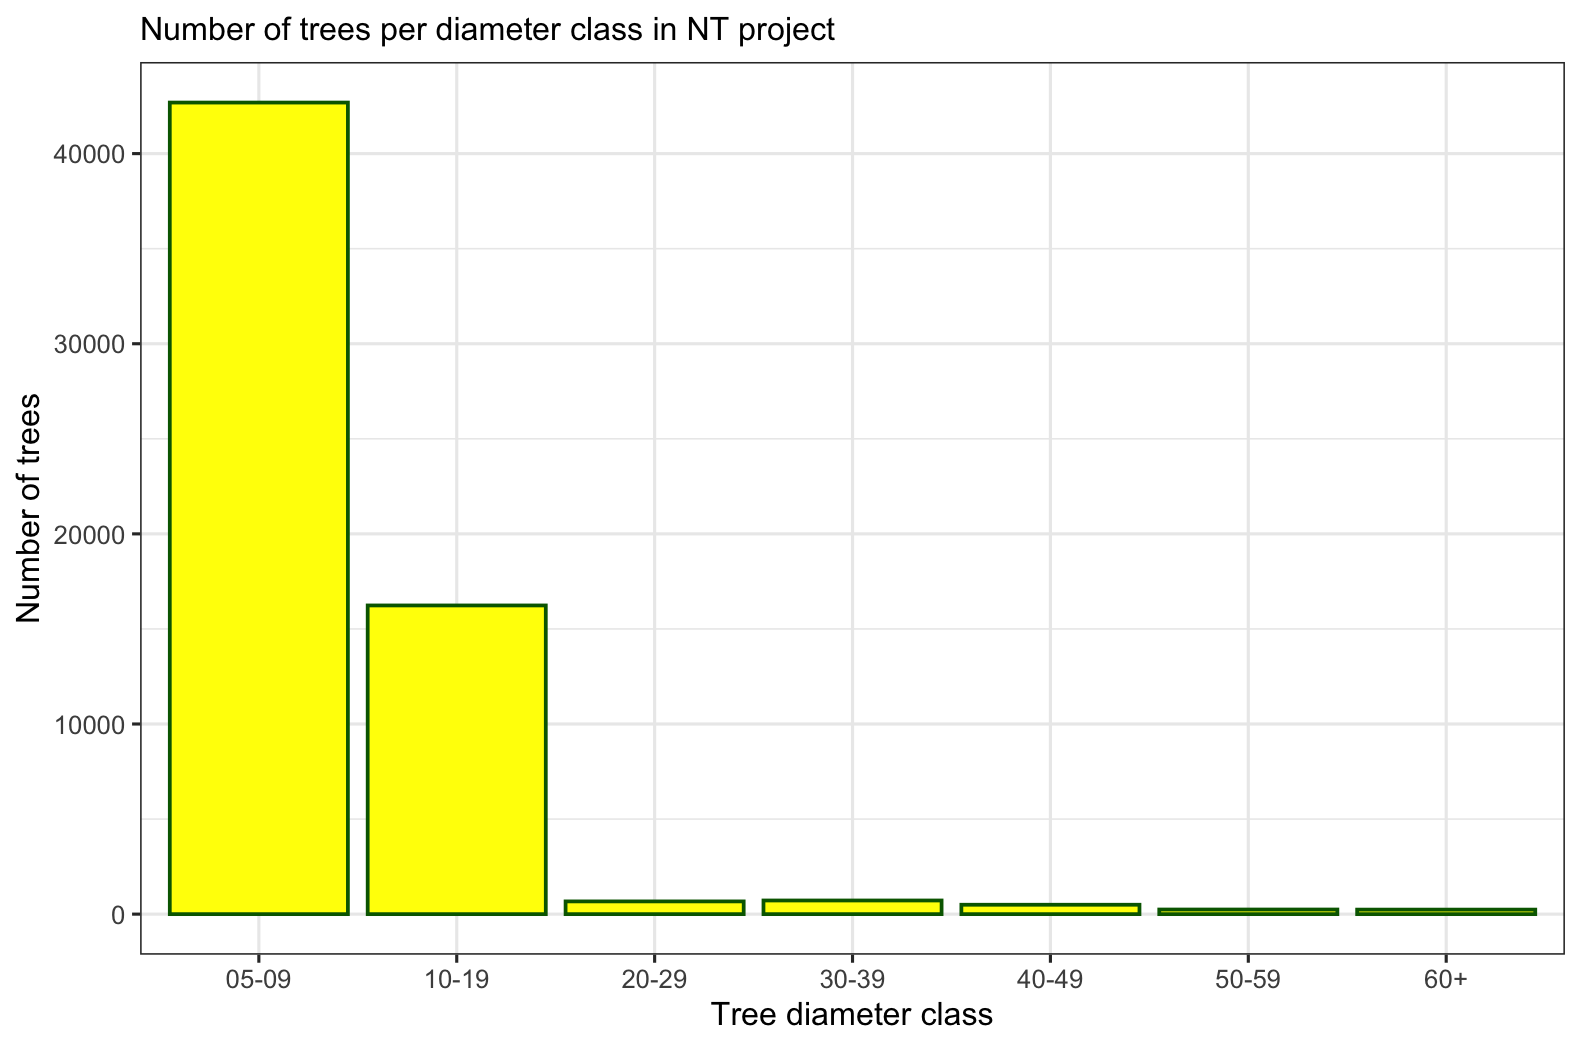 Number of trees per diameter class in NT project
Number of trees
40000
30000
20000
10000
0
05-09 10-19 20-29 30-39 40-49 50-59 60+
Tree diameter class